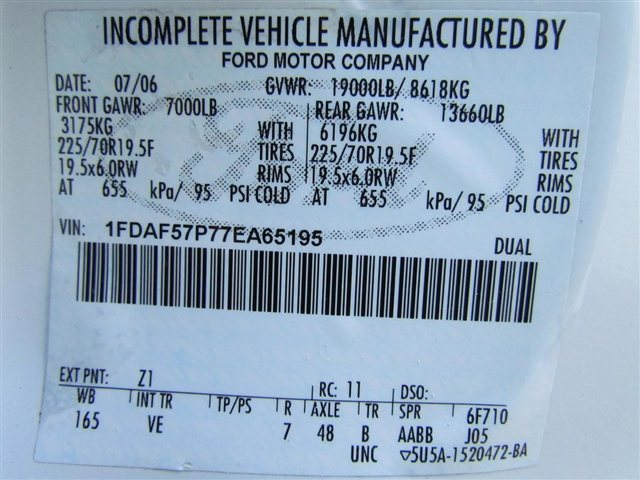 INCOMPLETE VEHICLE MANUFACTURED BY
FORD MOTOR COMPANY
DATE: 07/06 GVWR: 19000LB/ 8618KG
FRONT GAWR: 7000LB REAR GAWR: 13660LB
3175KG WITH 6196KG WITH
225/70R19.5F TIRES 225/70R19.5F TIRES
19.5x6.0RW RIMS 19.5x6.0RW RIMS
AT 655 kPa/ 95 PSI COLD AT 655 kPa/ 95 PSI COLD
VIN: 1FDAF57P77EA65195 DUAL
EXT PNT: Z1 RC: 11 DSO:
WB INT TR TP/PS R AXLE TR SPR 6F710
165 VE 7 48 B AABB J05
UNC ▽5U5A-1520472-BA